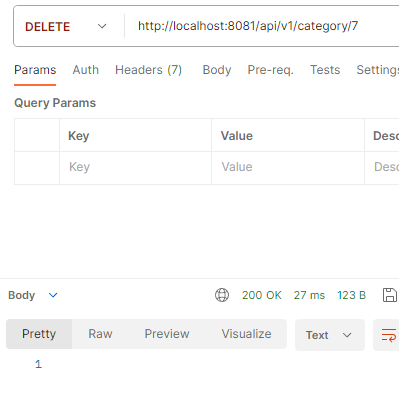 DELETE http://localhost:8081/api/v1/category/7
Params Auth Headers (7) Body Pre-req. Tests Settings
Query Params
Key Value Desc
Key Value Desc
Body 200 OK 27 ms 123 B
Pretty Raw Preview Visualize Text
1